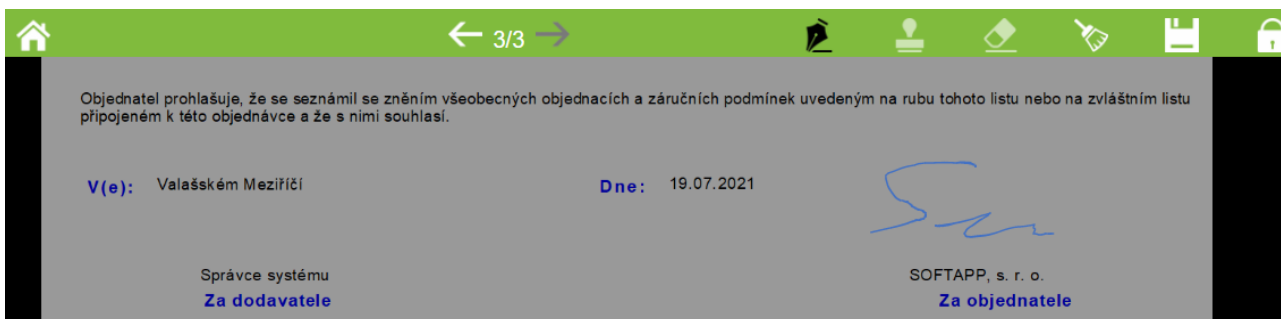 3/3
Objednatel prohlašuje, že se seznámil se zněním všeobecných objednacích a záručních podmínek uvedeným na rubu tohoto listu nebo na zvláštním listu
připojeném k této objednávce a že s nimi souhlasí.
V(e): Valašském Meziříčí Dne: 19.07.2021
Správce systému SOFTAPP, s. r. o.
Za dodavatele Za objednatele